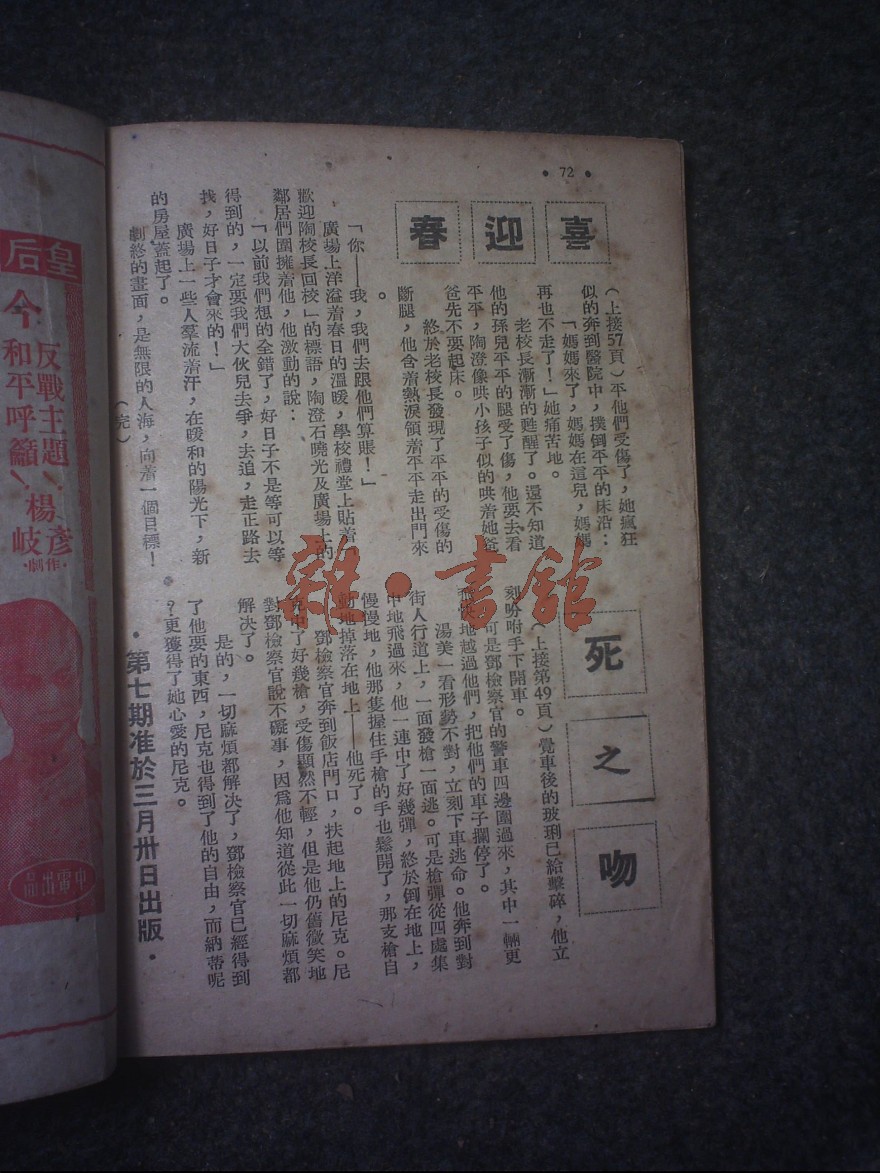 • 72 •
喜迎春
(上接57頁)平他們受傷了，她瘋狂
似的奔到醫院中，撲倒平平的床沿：
「媽媽來了，媽媽在這兒，媽媽
再也不走了！」她痛苦地。
老校長漸漸的甦醒了。還不知道
他的孫兒平平的腿受了傷，他要去看
平平，陶澄像哄小孩子似的哄着她爸
爸先不要起床。
終於老校長發現了平平的受傷的
斷腿，他含着熱淚領着平平走出門來
。
「你——我，我們去跟他們算賬！」
廣場上洋溢着春日的溫暖，學校禮堂上貼着「
歡迎陶校長回校」的標語，陶澄石曉光及廣場上的
鄰居們圍擁着他，他激動的說：
「以前我們想的全錯了，好日子不是等可以等
得到的，一定要我們大伙兒去爭，去迫，走正路去
找，好日子才會來的！」
廣場上一些人羣流着汗，在暖和的陽光下，新
的房屋蓋起了。
劇終的畫面，是無限的人海，向着一個目標！
（完）
死之吻
(上接第49頁)覺車後的玻琍已給擊碎，他立
刻吩咐手下開車。
可是鄧檢察官的警車四邊圍過來，其中一輛更
飛快地越過他們，把他們的車子攔停了。
湯美一看形勢不對，立刻下車逃命。他奔到對
街人行道上，一面發槍一面逃。可是槍彈從四處集
中地飛過來，他一連中了好幾彈，終於倒在地上，
慢慢地，他那隻握住手槍的手也鬆開了，那支槍自
動地掉落在地上——他死了。
鄧檢察官奔到飯店門口，扶起地上的尼克。尼
克中了好幾槍，受傷顯然不輕，但是他仍舊微笑地
對鄧檢察官說不礙事，因爲他知道從此一切麻煩都
解決了。
是的，一切麻煩都解決了，鄧檢察官已經得到
了他要的東西，尼克也得到了他的自由，而納蒂呢
？更獲得了她心愛的尼克。
• 第七期准於三月卅日出版 •
皇后
今
反戰主題
和平呼籲
楊彥岐
•劇作•
中電出品
雜·書館